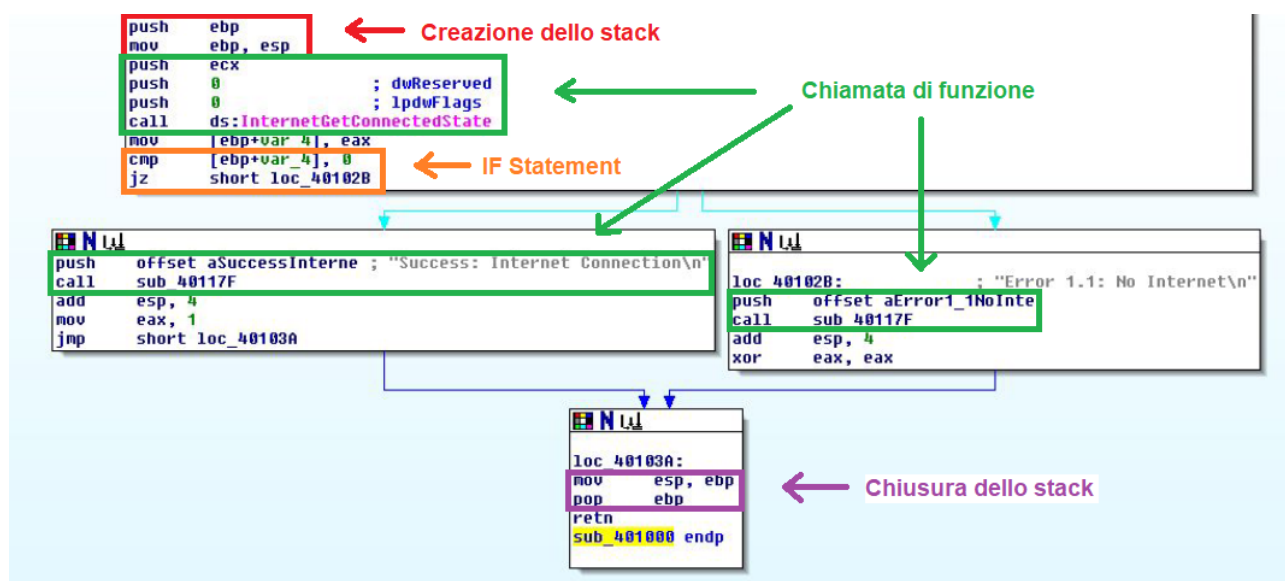 push ebp
mov ebp, esp
Creazione dello stack
push ecx
push 0 ; dwReserved
push 0 ; lpdwFlags
call ds:InternetGetConnectedState
Chiamata di funzione
mov [ebp+var_4], eax
cmp [ebp+var_4], 0
jz short loc_40102B
IF Statement
push offset aSuccessInterne ; "Success: Internet Connection\n"
call sub_40117F
add esp, 4
mov eax, 1
jmp short loc_40103A
loc_40102B: ; "Error 1.1: No Internet\n"
push offset aError1_1NoInte
call sub_40117F
add esp, 4
xor eax, eax
loc_40103A:
mov esp, ebp
pop ebp
Chiusura dello stack
retn
sub_401000 endp